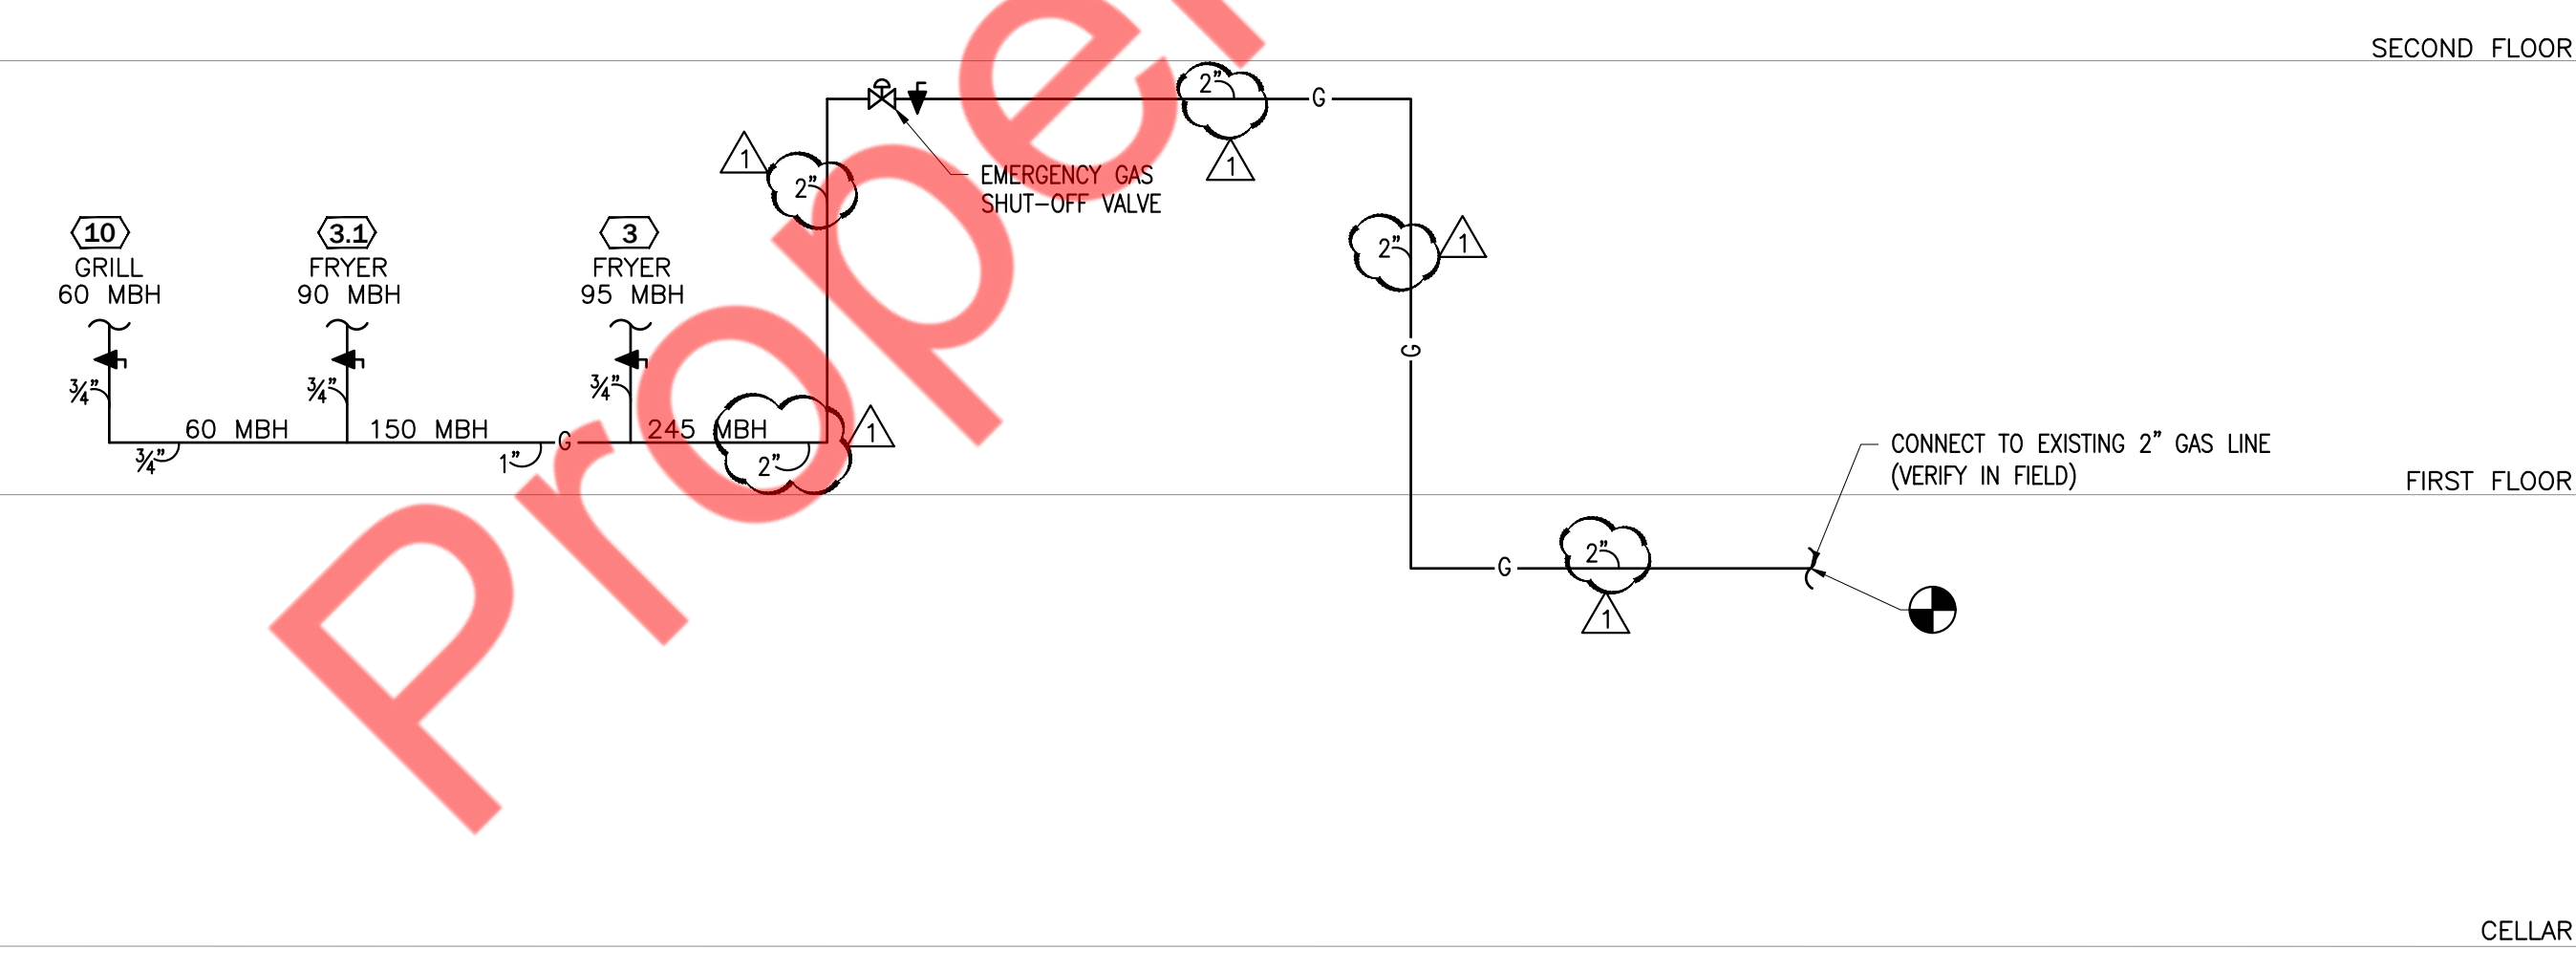 SECOND FLOOR
2"
G
1
1
2"
EMERGENCY GAS
SHUT-OFF VALVE
10
GRILL
60 MBH
3.1
FRYER
90 MBH
3
FRYER
95 MBH
2"
1
G
3/4"
3/4"
3/4"
60 MBH
150 MBH
G
245 MBH
1
3/4"
1"
2"
CONNECT TO EXISTING 2" GAS LINE
(VERIFY IN FIELD)
FIRST FLOOR
G
2"
1
CELLAR
Proper